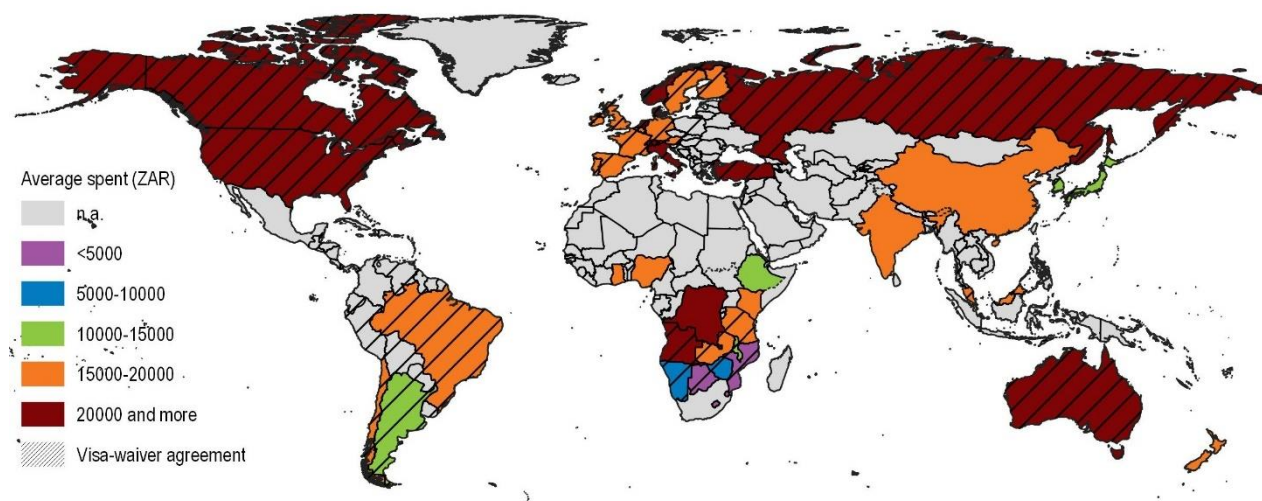 Average spent (ZAR)
n.a.
<5000
5000-10000
10000-15000
15000-20000
20000 and more
Visa-waiver agreement